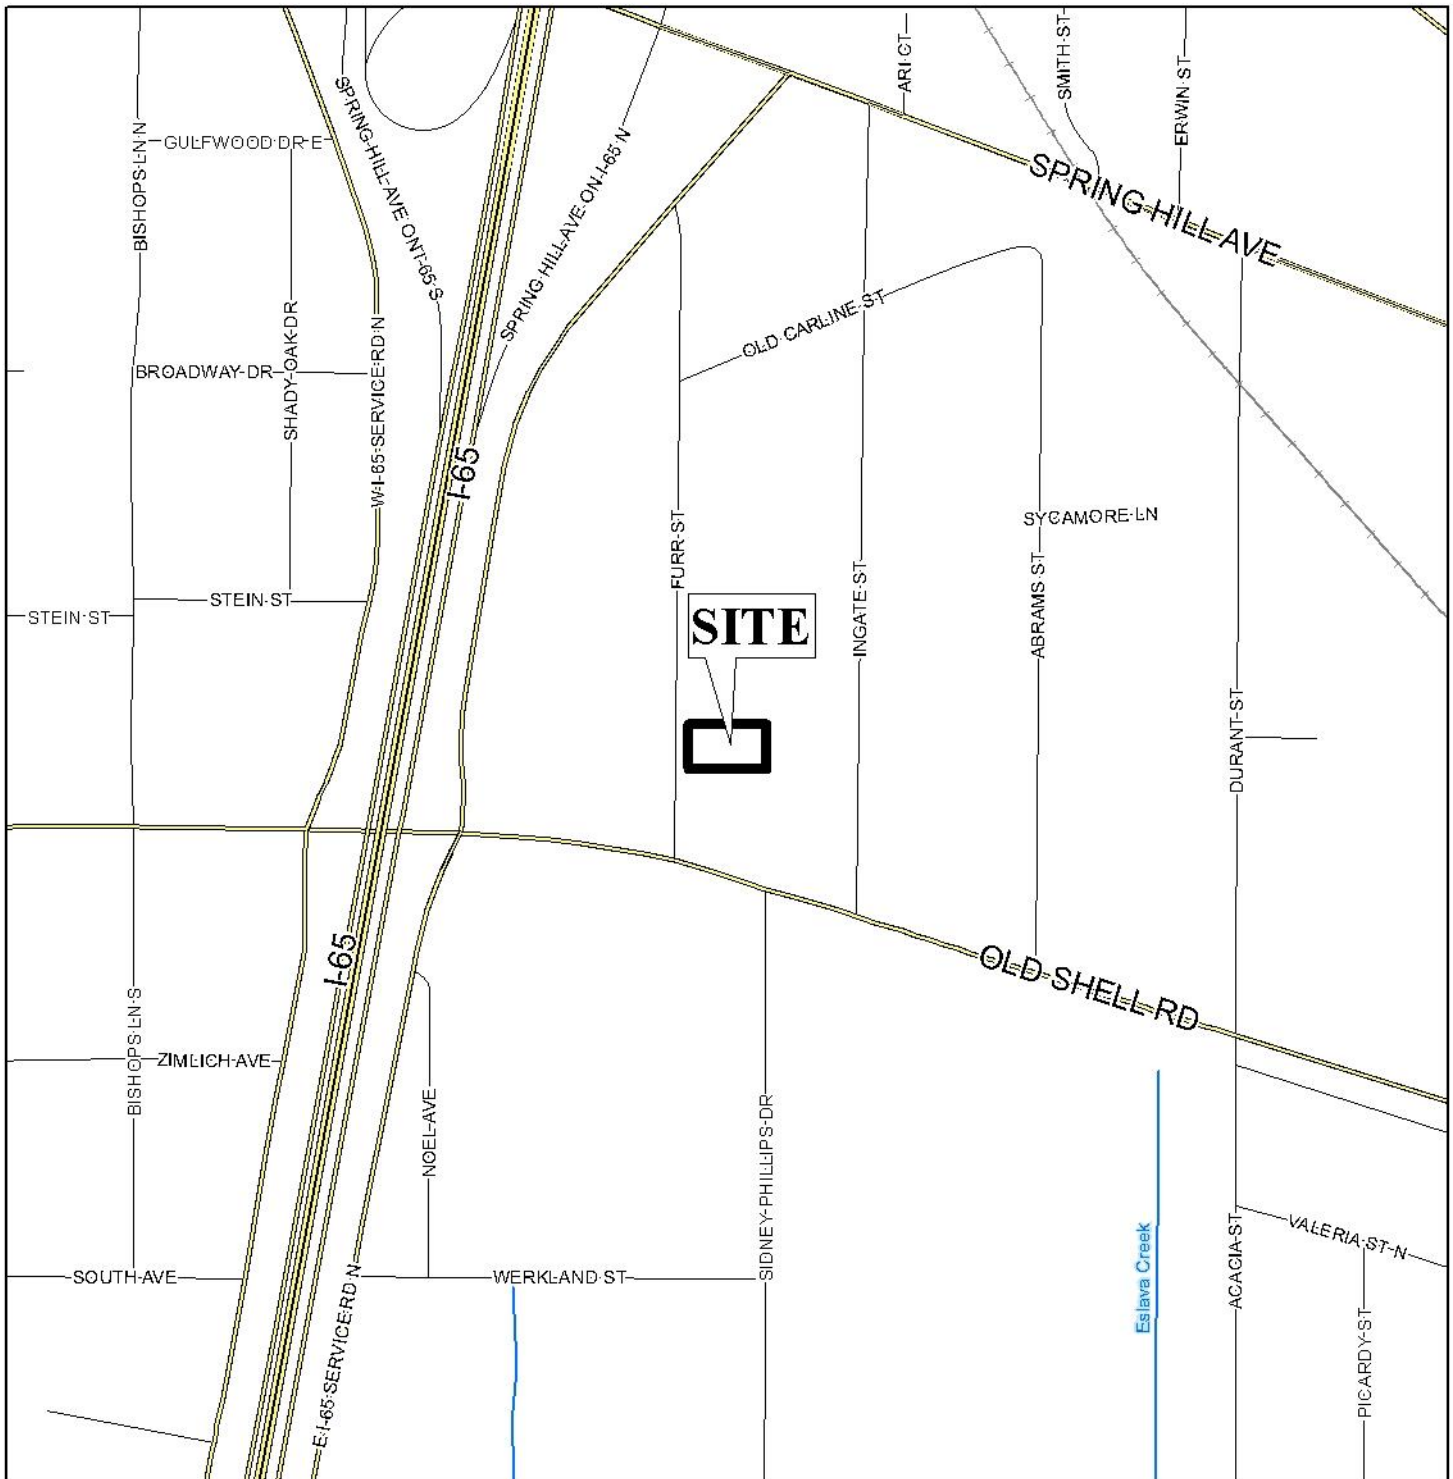 ARI CT
SMITH ST
ERWIN ST
SPRING HILL AVE ONT-65 S
SPRING HILL AVE ON I-65 N
BISHOPS LN N
GULFWOOD DR E
SPRING HILL AVE
SHADY OAK DR
BROADWAY DR
W I-65 SERVICE RD N
OLD CARLINE ST
I-65
FURR ST
SYCAMORE LN
INGATE ST
ABRAMS ST
STEIN ST
STEIN ST
SITE
DURANT ST
I-65
OLD SHELL RD
BISHOPS LN S
ZIMLICH AVE
NOEL AVE
SIDNEY PHILLIPS DR
Eslava Creek
ACACIA ST
VALERIA ST N
SOUTH AVE
WERKLAND ST
E I-65 SERVICE RD N
PICARDY ST